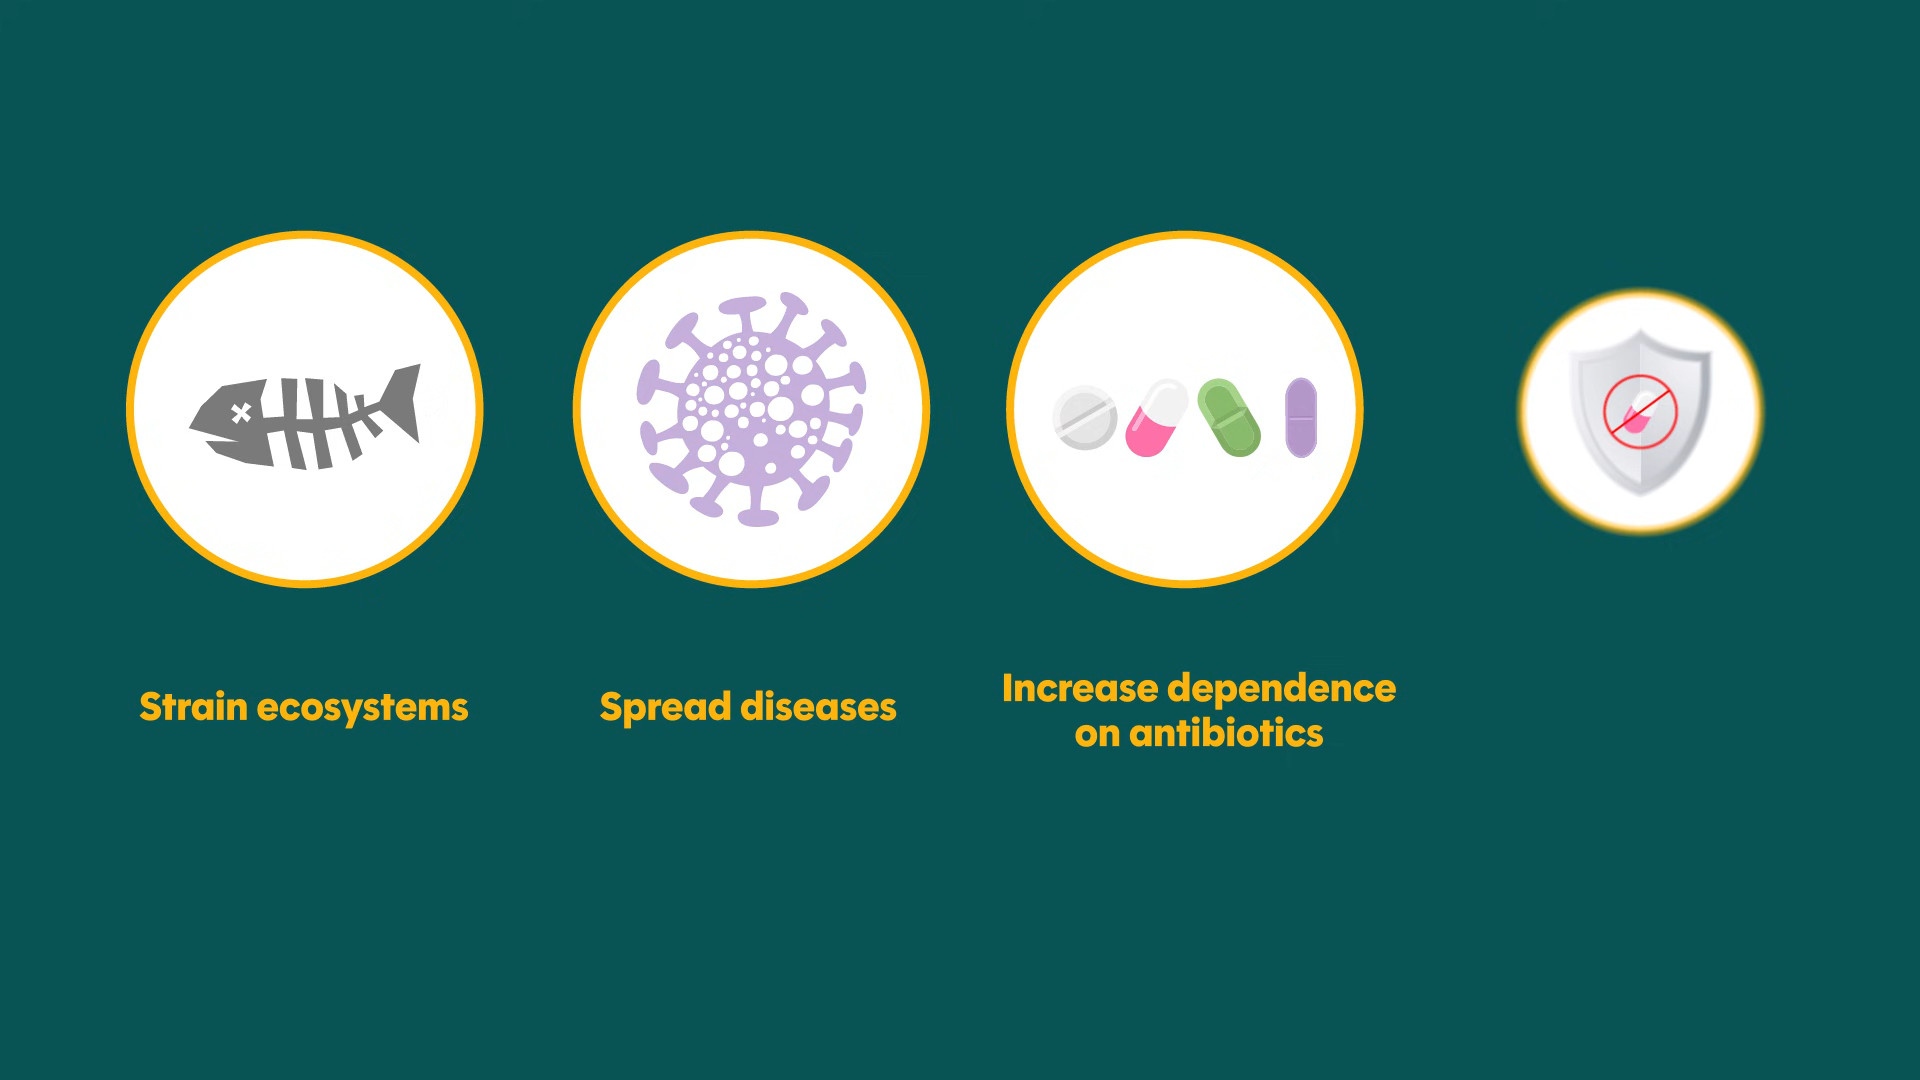 Strain ecosystems
Spread diseases
Increase dependence
on antibiotics